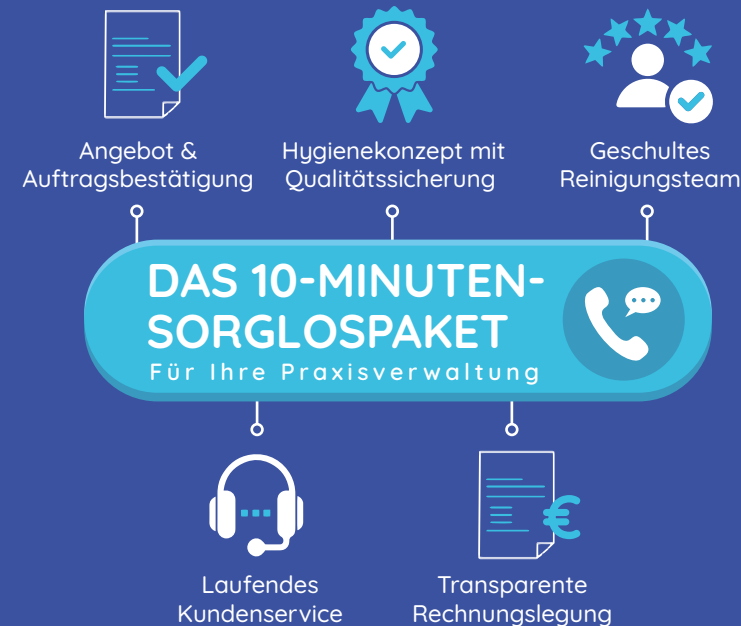 Angebot &
Auftragsbestätigung
Hygienekonzept mit
Qualitätssicherung
Geschultes
Reinigungsteam
DAS 10-MINUTEN-
SORGLOSPAKET
Für Ihre Praxisverwaltung
Laufendes
Kundenservice
Transparente
Rechnungslegung